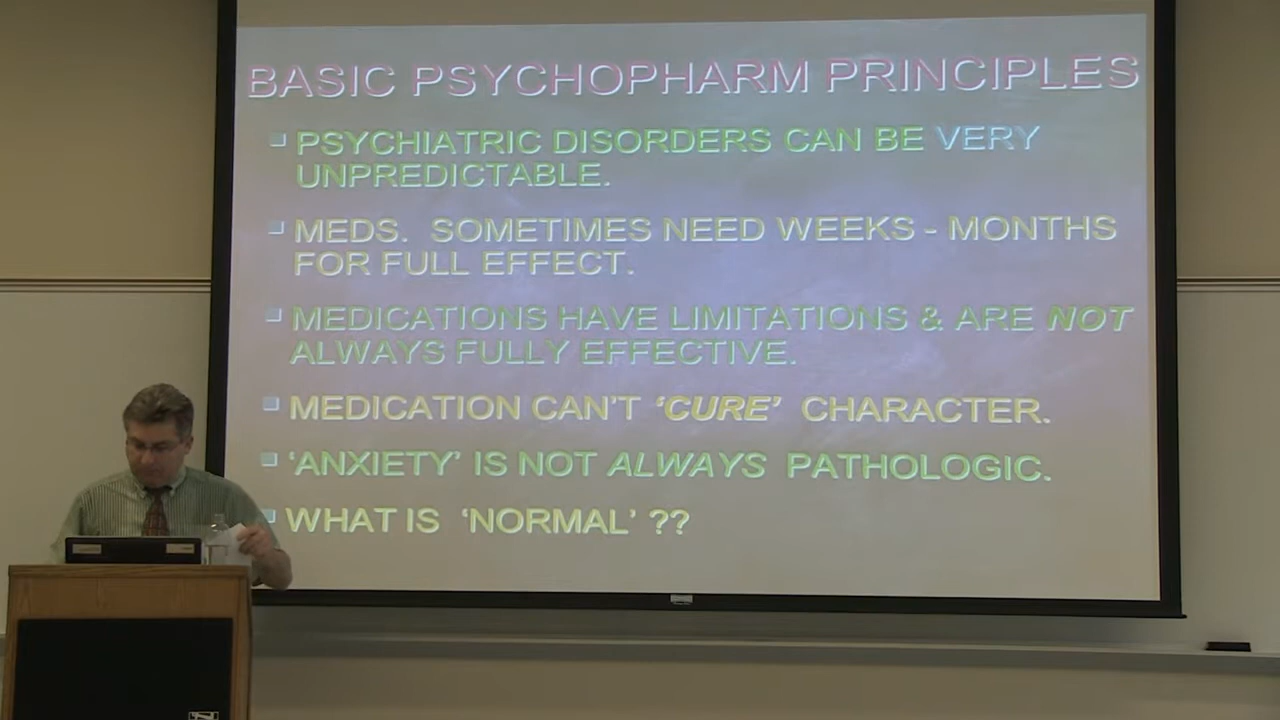 BASIC PSYCHOPHARM PRINCIPLES
PSYCHIATRIC DISORDERS CAN BE VERY
UNPREDICTABLE.
MEDS. SOMETIMES NEED WEEKS - MONTHS
FOR FULL EFFECT.
MEDICATIONS HAVE LIMITATIONS & ARE NOT
ALWAYS FULLY EFFECTIVE.
MEDICATION CAN'T ‘CURE’ CHARACTER.
‘ANXIETY’ IS NOT ALWAYS PATHOLOGIC.
WHAT IS ‘NORMAL’ ??